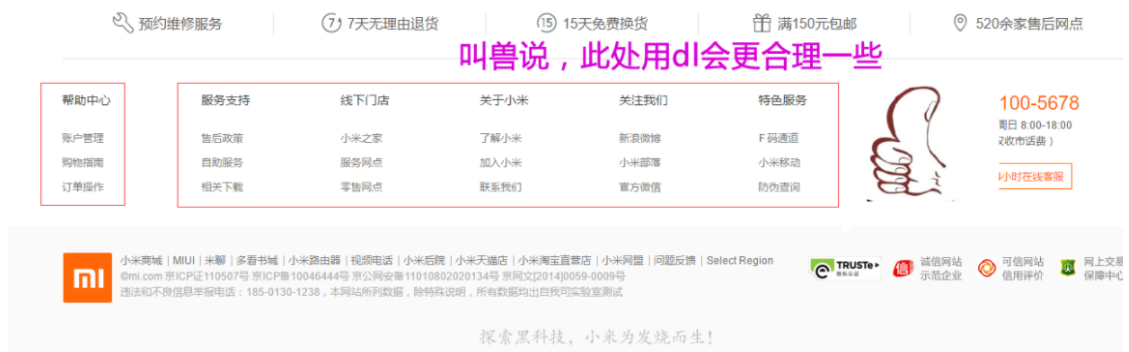 预约维修服务
7 7天无理由退货
15 15天免费换货
满150元包邮
520余家售后网点
叫兽说，此处用dl会更合理一些
帮助中心
账户管理
购物指南
订单操作
服务支持
售后政策
自助服务
相关下载
线下门店
小米之家
服务网点
零售网点
关于小米
了解小米
加入小米
联系我们
关注我们
新浪微博
小米部落
官方微信
特色服务
F码通道
小米移动
防伪查询
100-5678
周日 8:00-18:00
收市话费）
小时在线客服
小米商城 | MIUI | 米聊 | 多看书城 | 小米路由器 | 视频电话 | 小米后院 | 小米天猫店 | 小米淘宝直营店 | 小米网盟 | 问题反馈 | Select Region
©mi.com 京ICP证110507号 京ICP备10046444号 京公网安备11010802020134号 京网文[2014]0059-0009号
违法和不良信息举报电话：185-0130-1238，本网站所列数据，除特殊说明，所有数据均出自我司实验室测试
TRUSTe
隐私认证
信
诚信网站
示范企业
可信网站
信用评价
网上交易
保障中心
探索黑科技，小米为发烧而生！